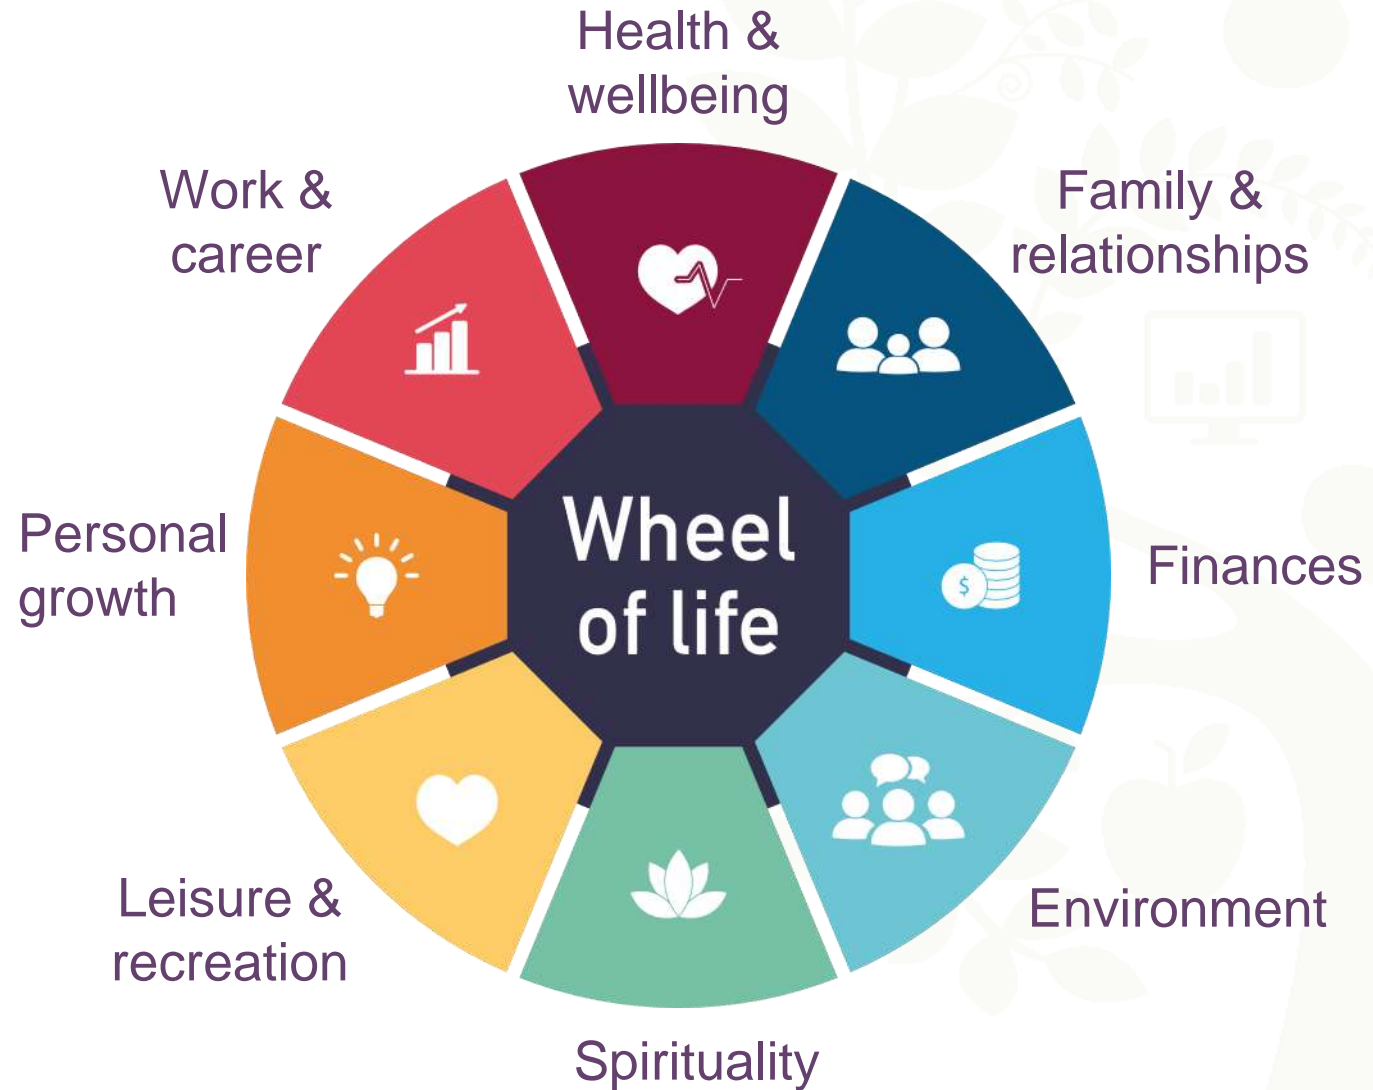 Health &
wellbeing
Work &
career
Family &
relationships
Personal
growth
Wheel
of life
Finances
$
Leisure &
recreation
Environment
Spirituality